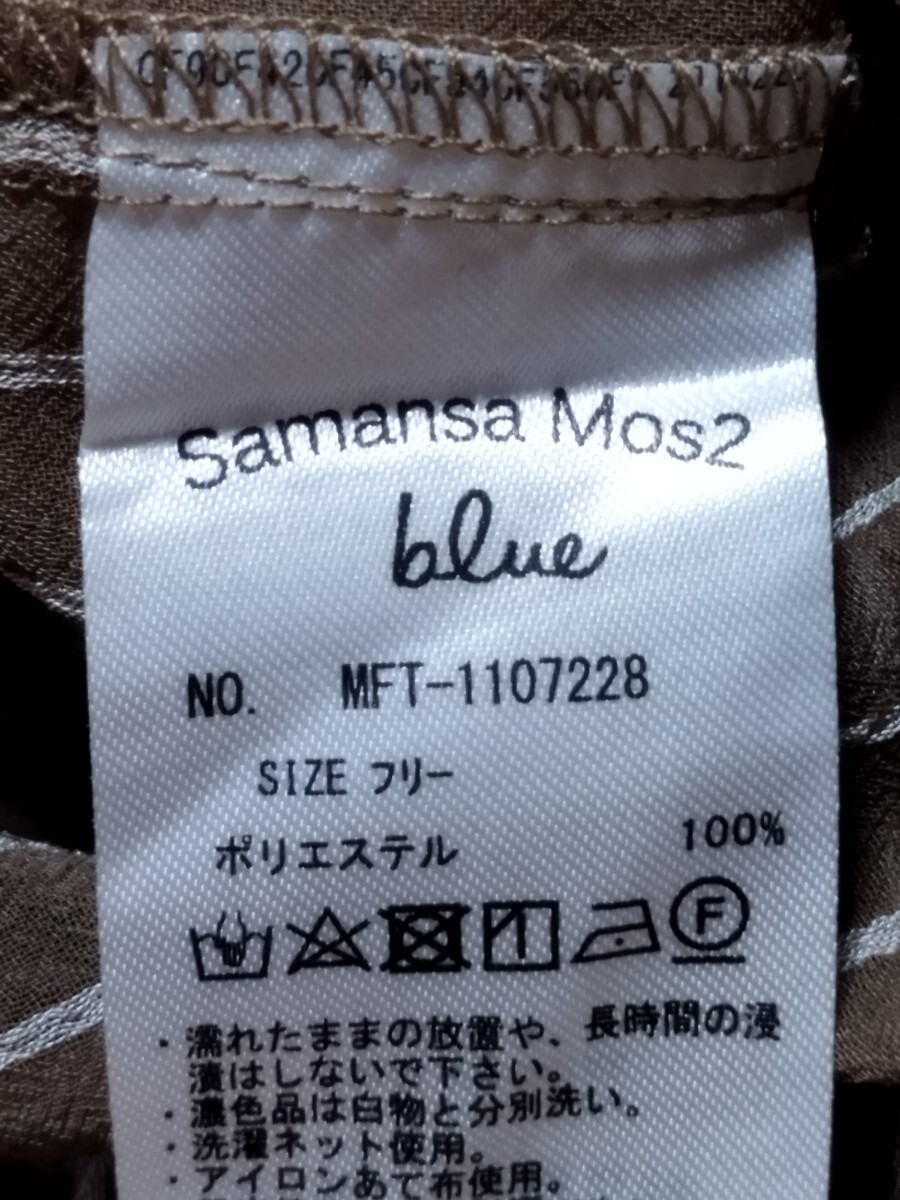 Samansa Mos2
blue
NO. MFT-1107228
SIZE フリー
ポリエステル 100%
F
・濡れたままの放置や、長時間の浸
漬はしないで下さい。
・濃色品は白物と分別洗い。
・洗濯ネット使用。
・アイロンあて布使用。